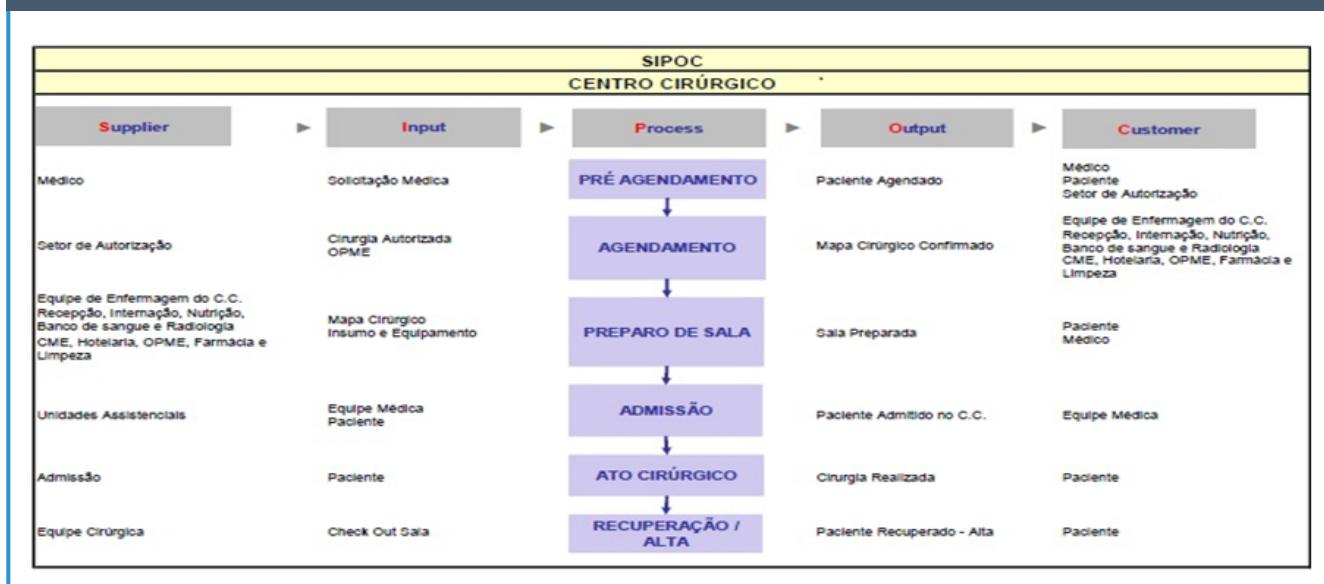 SIPOC
CENTRO CIRÚRGICO
Supplier
Input
Process
Output
Customer
Médico
Solicitação Médica
PRÉ AGENDAMENTO
Paciente Agendado
Médico
Paciente
Setor de Autorização
Setor de Autorização
Cirurgia Autorizada
OPME
AGENDAMENTO
Mapa Cirúrgico Confirmado
Equipe de Enfermagem do C.C.
Recepção, Internação, Nutrição,
Banco de sangue e Radiologia
CME, Hotelaria, OPME, Farmácia e
Limpeza
Equipe de Enfermagem do C.C.
Recepção, Internação, Nutrição,
Banco de sangue e Radiologia
CME, Hotelaria, OPME, Farmácia e
Limpeza
Mapa Cirúrgico
Insumo e Equipamento
PREPARO DE SALA
Sala Preparada
Paciente
Médico
Unidades Assistenciais
Equipe Médica
Paciente
ADMISSÃO
Paciente Admitido no C.C.
Equipe Médica
Admissão
Paciente
ATO CIRÚRGICO
Cirurgia Realizada
Paciente
Equipe Cirúrgica
Check Out Sala
RECUPERAÇÃO /
ALTA
Paciente Recuperado - Alta
Paciente